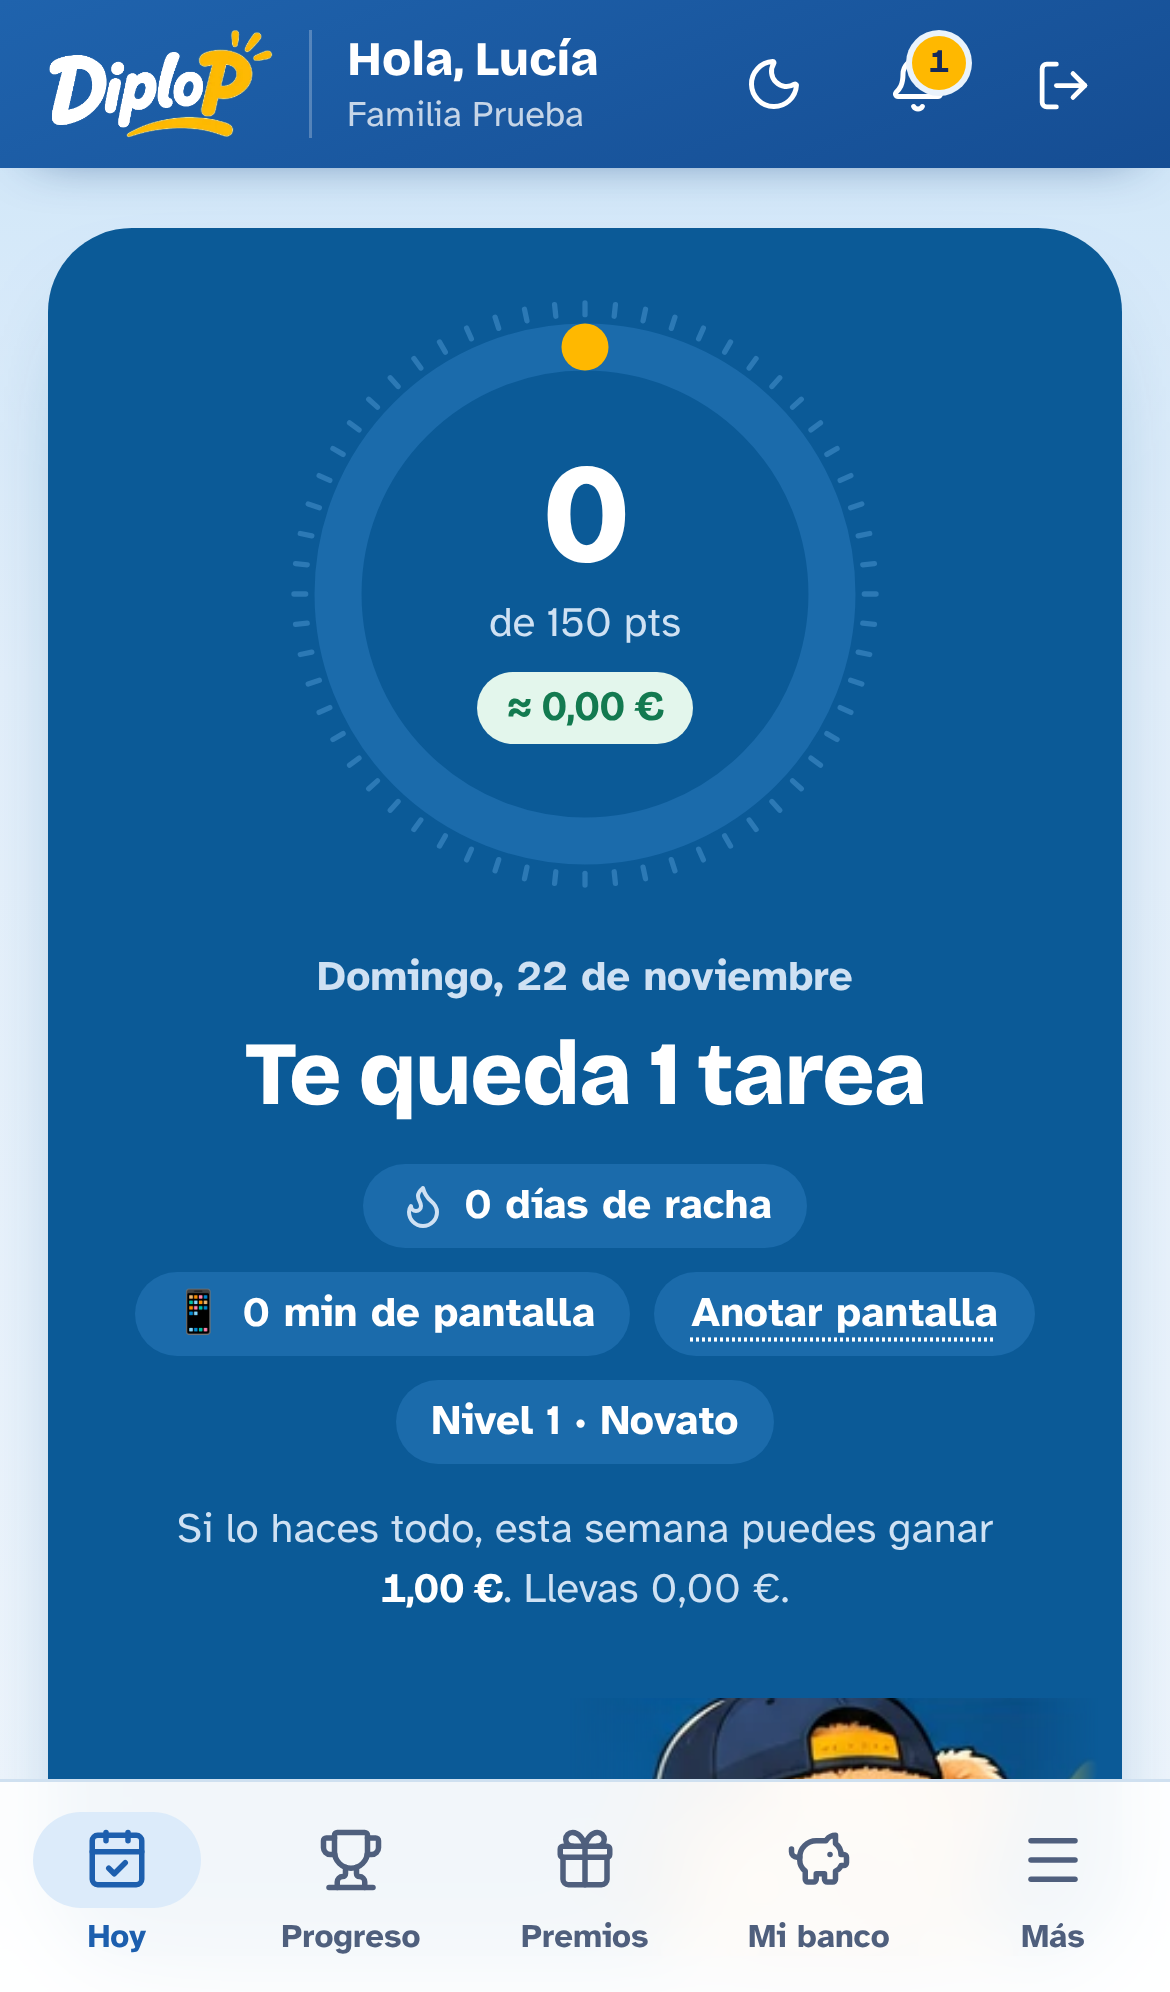 DiploP
Hola, Lucía
Familia Prueba
1
0
de 150 pts
≈ 0,00 €
Domingo, 22 de noviembre
Te queda 1 tarea
0 días de racha
0 min de pantalla
Anotar pantalla
Nivel 1 · Novato
Si lo haces todo, esta semana puedes ganar
1,00 €. Llevas 0,00 €.
Hoy
Progreso
Premios
Mi banco
Más